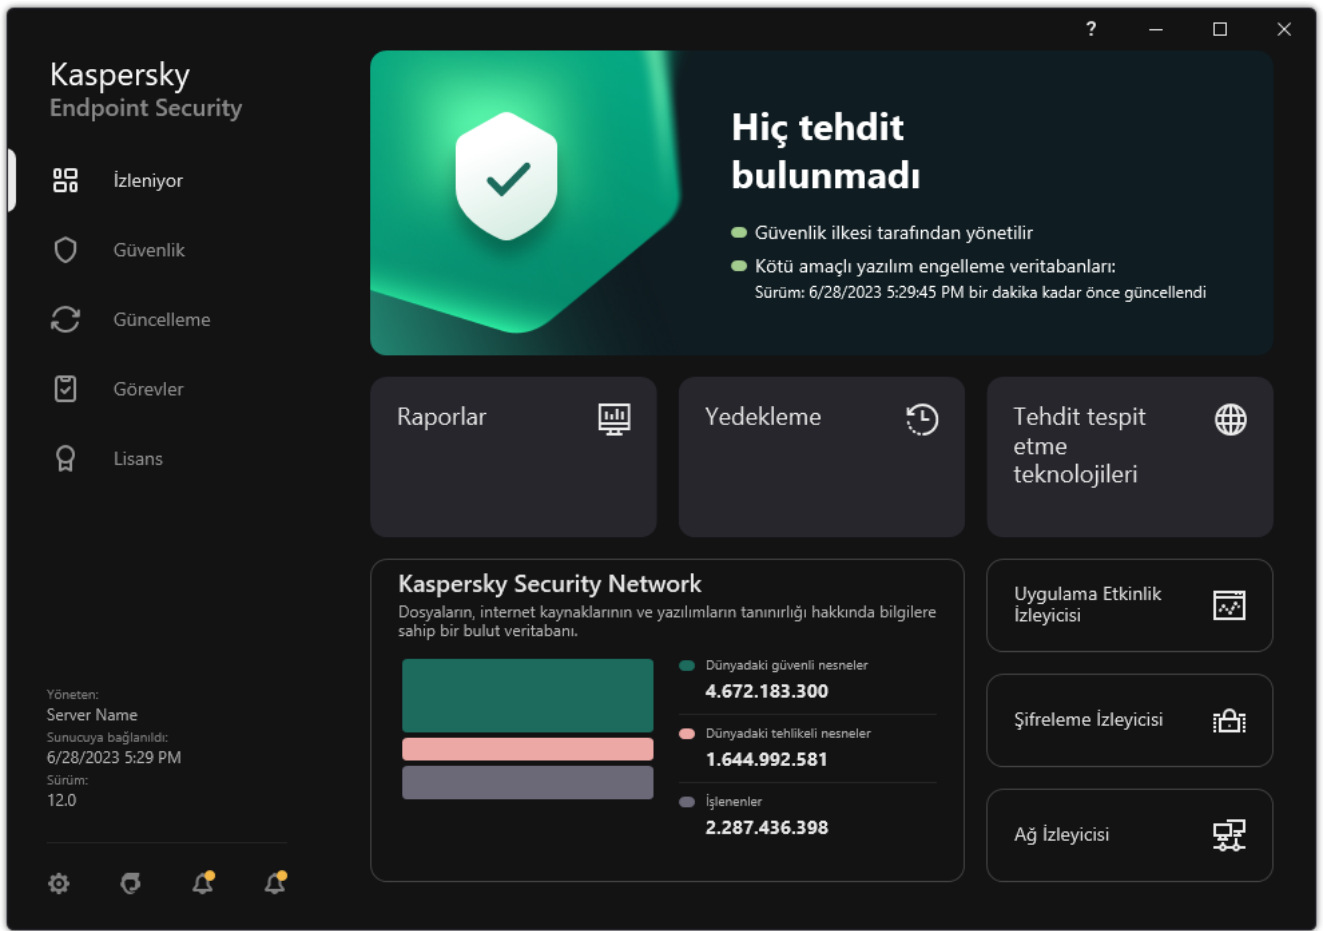 ?
Kaspersky
Endpoint Security
İzleniyor
Güvenlik
Güncelleme
Görevler
Lisans
Yöneten:
Server Name
Sunucuya bağlanıldı:
6/28/2023 5:29 PM
Sürüm:
12.0
Hiç tehdit
bulunmadı
Güvenlik ilkesi tarafından yönetilir
Kötü amaçlı yazılım engelleme veritabanları:
Sürüm: 6/28/2023 5:29:45 PM bir dakika kadar önce güncellendi
Raporlar
Yedekleme
Tehdit tespit
etme
teknolojileri
Kaspersky Security Network
Dosyaların, internet kaynaklarının ve yazılımların tanınırlığı hakkında bilgilere
sahip bir bulut veritabanı.
Dünyadaki güvenli nesneler
4.672.183.300
Dünyadaki tehlikeli nesneler
1.644.992.581
İşlenenler
2.287.436.398
Uygulama Etkinlik
İzleyicisi
Şifreleme İzleyicisi
Ağ İzleyicisi